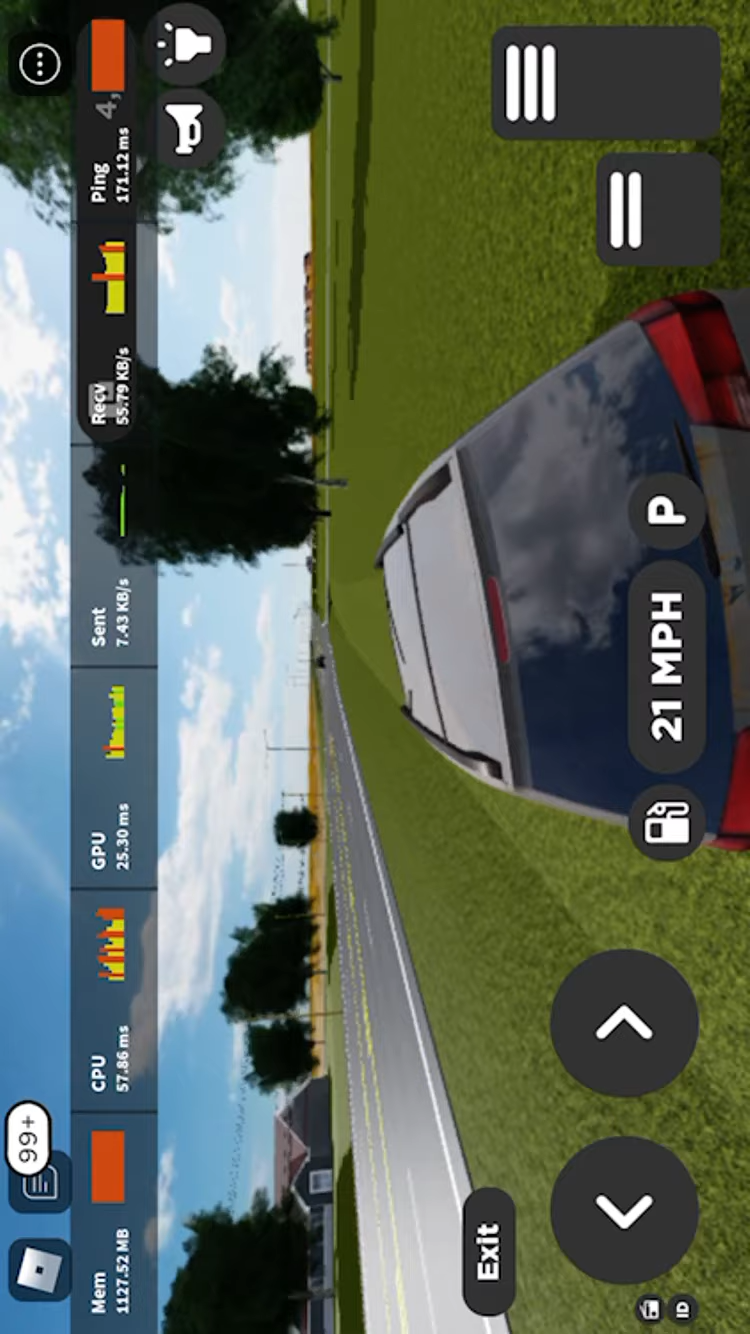 99+
Mem
1127.52 MB
CPU
57.86 ms
GPU
25.30 ms
Sent
7.43 KB/s
Recv
55.79 KB/s
Ping
171.12 ms
4,
Exit
21 MPH
P
ID